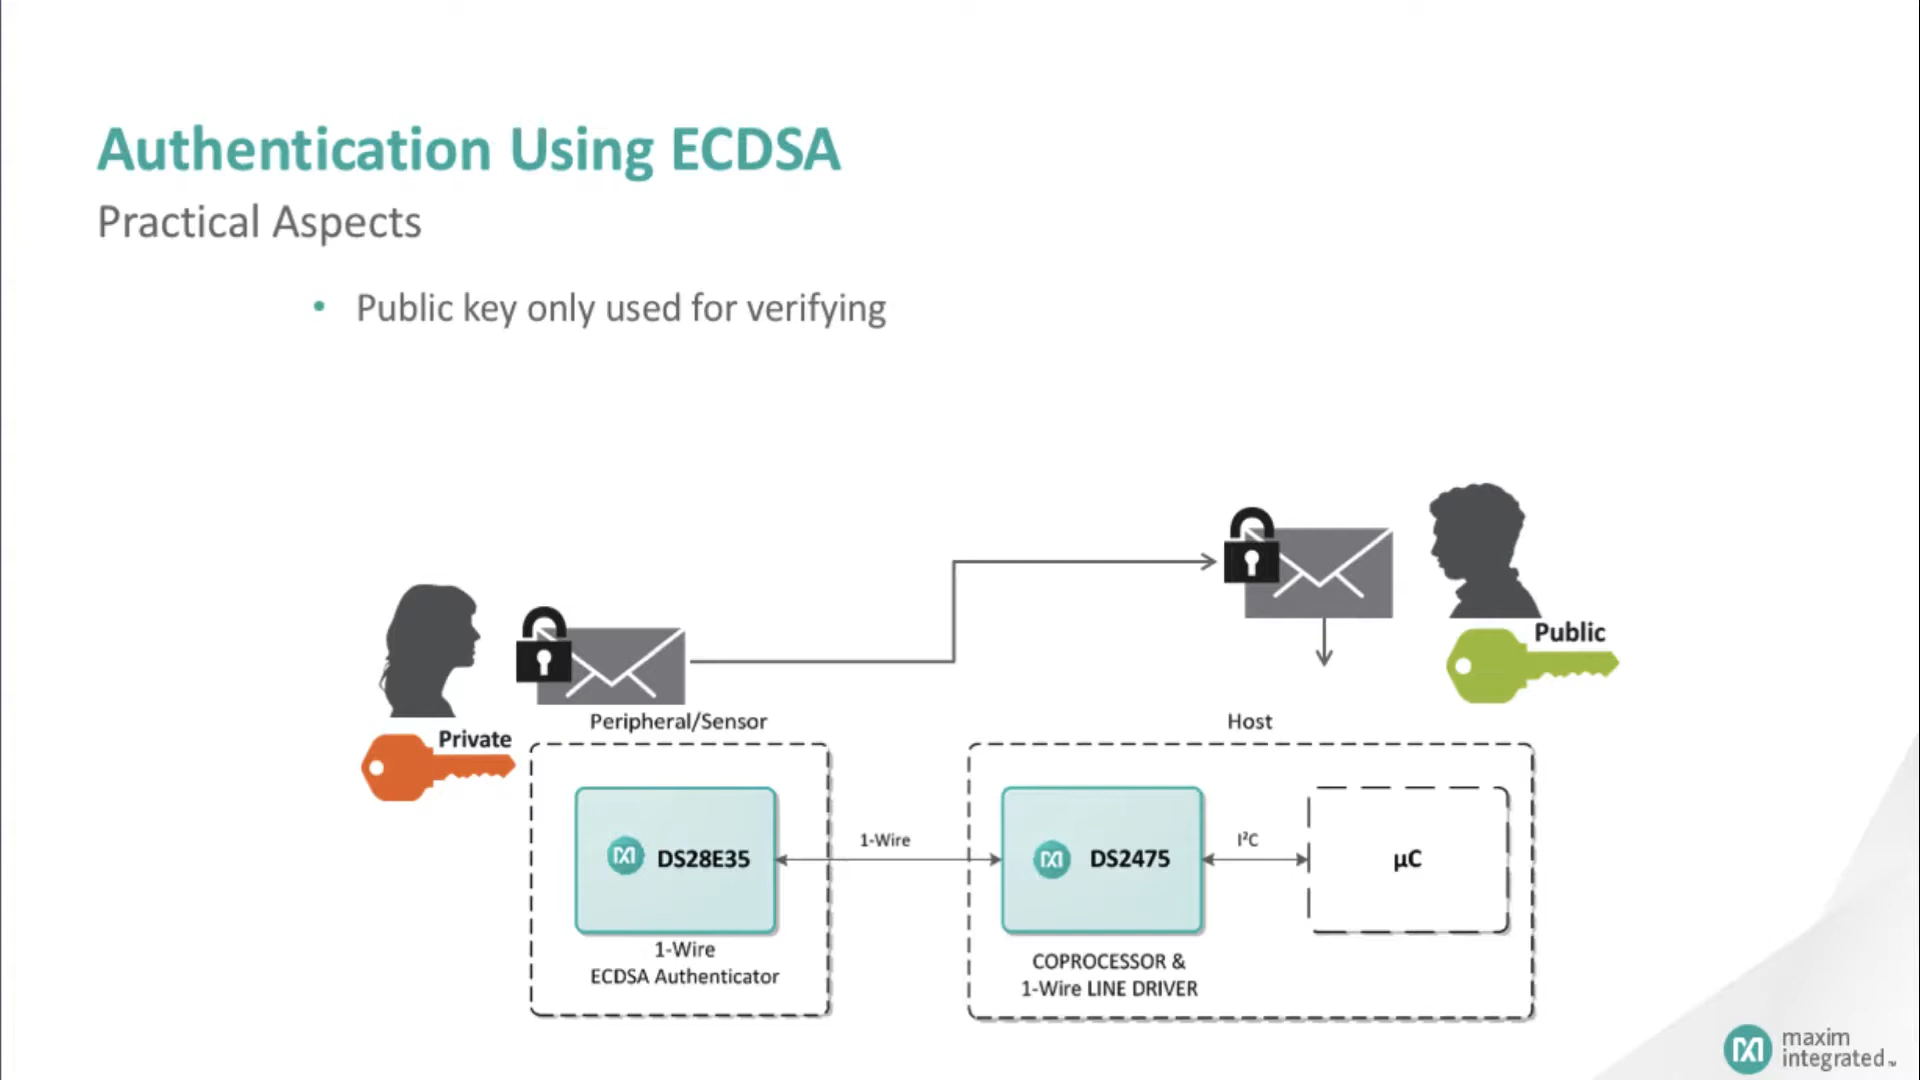 Authentication Using ECDSA
Practical Aspects
• Public key only used for verifying
Public
Peripheral/Sensor
Host
Private
1-Wire
I²C
DS28E35
DS2475
µC
1-Wire
ECDSA Authenticator
COPROCESSOR &
1-Wire LINE DRIVER
maxim
integrated™